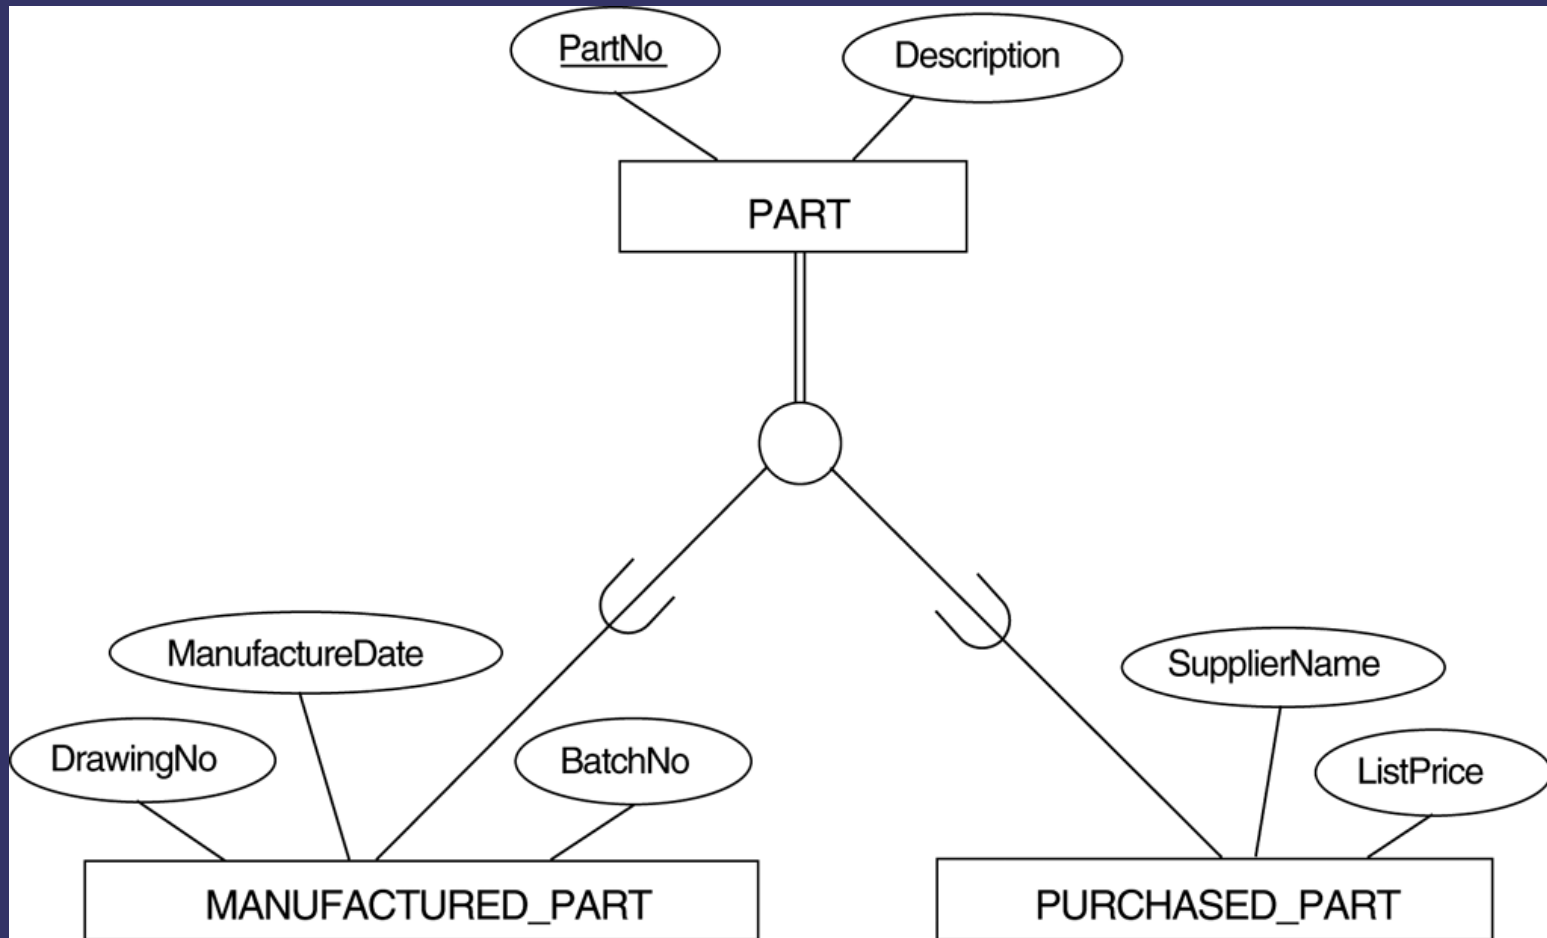 PartNo
Description
PART
ManufactureDate
SupplierName
DrawingNo
BatchNo
ListPrice
MANUFACTURED_PART
PURCHASED_PART